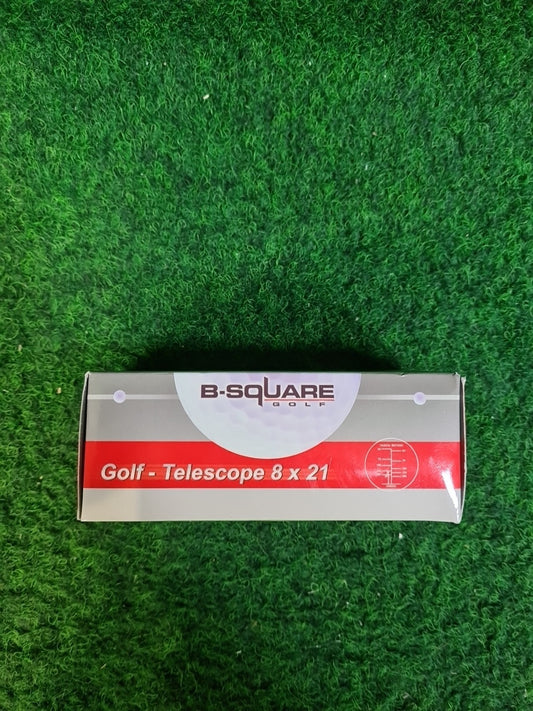 B-SQUARE
GOLF
Golf - Telescope 8 x 21